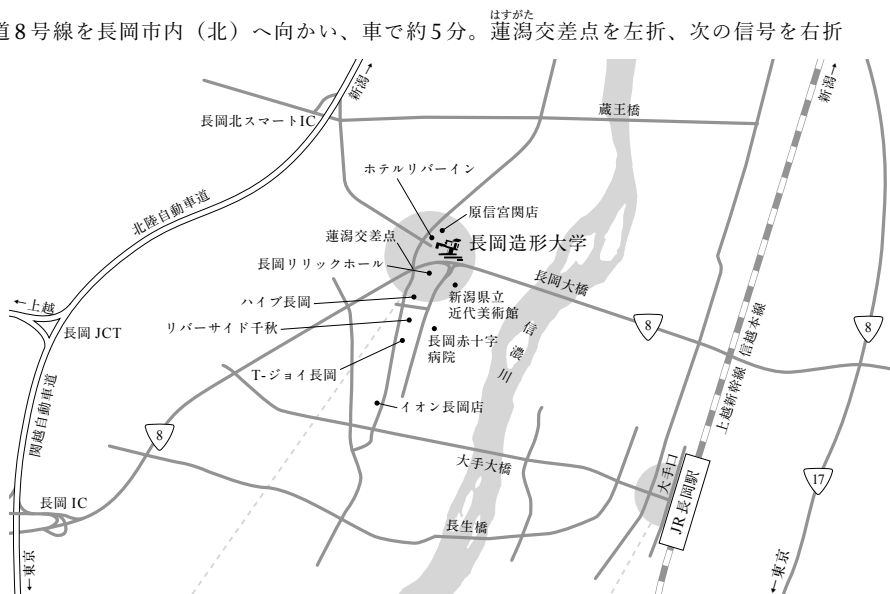 道8号線を長岡市内（北）へ向かい、車で約5分。蓮潟交差点を左折、次の信号を右折
はすがた
新潟→
新潟→
長岡北スマートIC
蔵王橋
ホテルリバーイン
北陸自動車道
原信宮関店
蓮潟交差点
長岡造形大学
長岡リリックホール
長岡大橋
←上越
ハイブ長岡
新潟県立
近代美術館
信越本線
長岡 JCT
リバーサイド千秋
信濃川
8
8
長岡赤十字
病院
T-ジョイ長岡
上越新幹線
関越自動車道
イオン長岡店
8
大手大橋
大手口
17
JR長岡駅
長岡 IC
長生橋
←東京
←東京